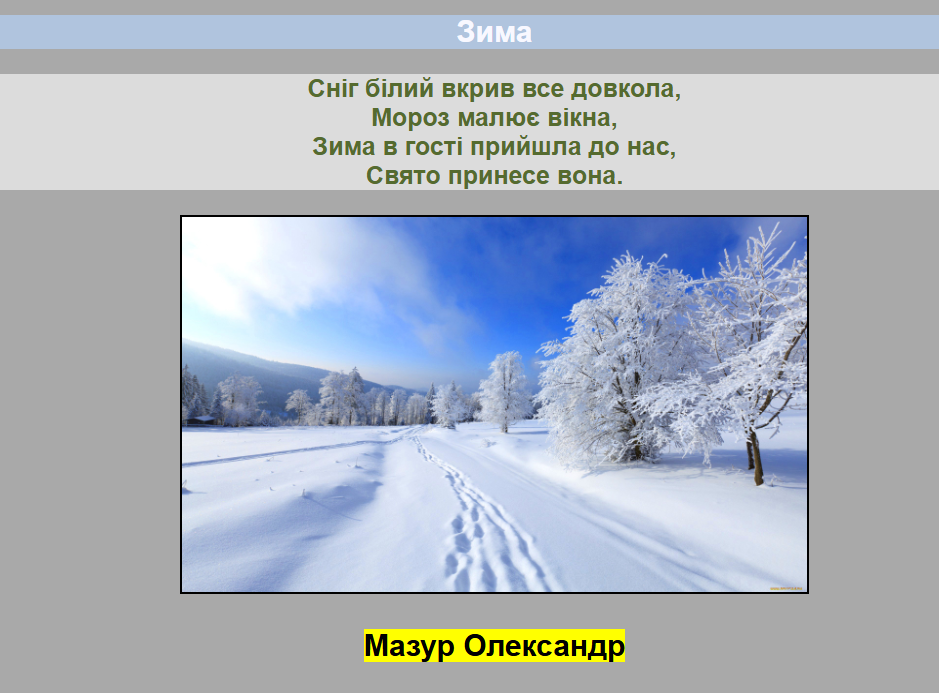 Зима
Сніг білий вкрив все довкола,
Мороз малює вікна,
Зима в гості прийшла до нас,
Свято принесе вона.
Мазур Олександр